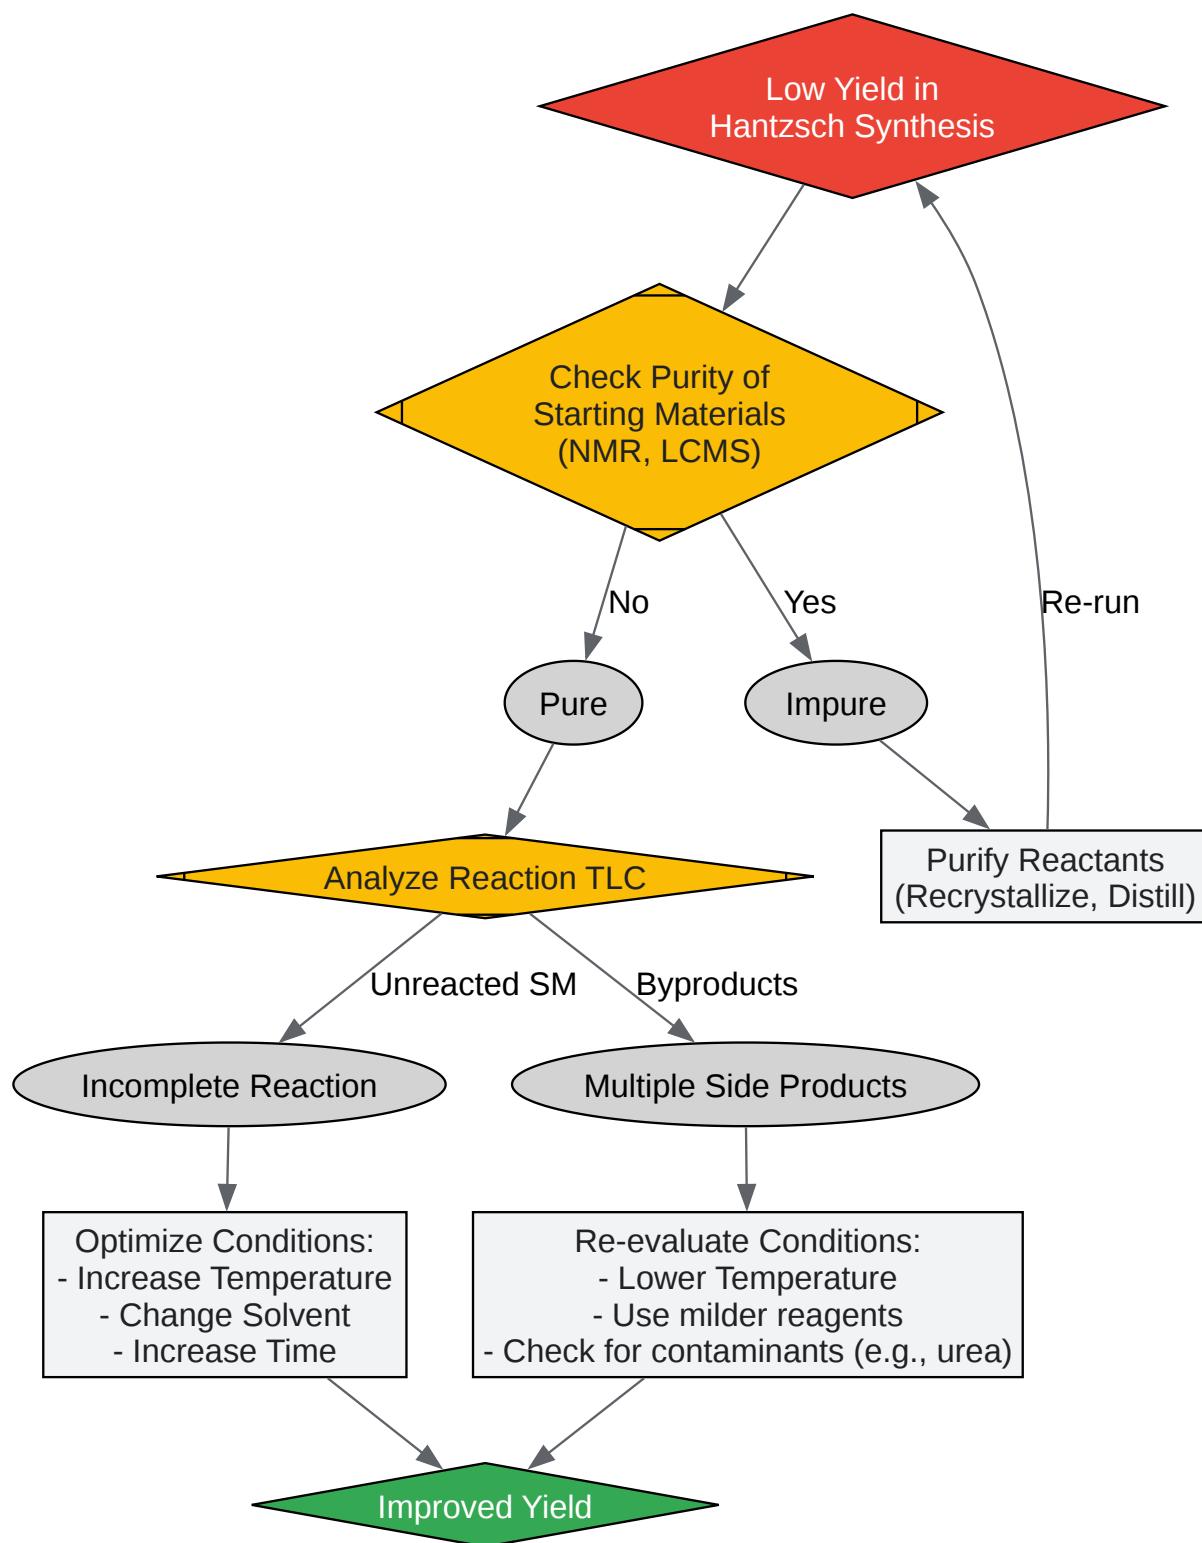 Low Yield in
Hantzsch Synthesis
Check Purity of
Starting Materials
(NMR, LCMS)
No
Yes
Re-run
Pure
Impure
Purify Reactants
(Recrystallize, Distill)
Analyze Reaction TLC
Unreacted SM
Byproducts
Incomplete Reaction
Multiple Side Products
Optimize Conditions:
- Increase Temperature
- Change Solvent
- Increase Time
Re-evaluate Conditions:
- Lower Temperature
- Use milder reagents
- Check for contaminants (e.g., urea)
Improved Yield